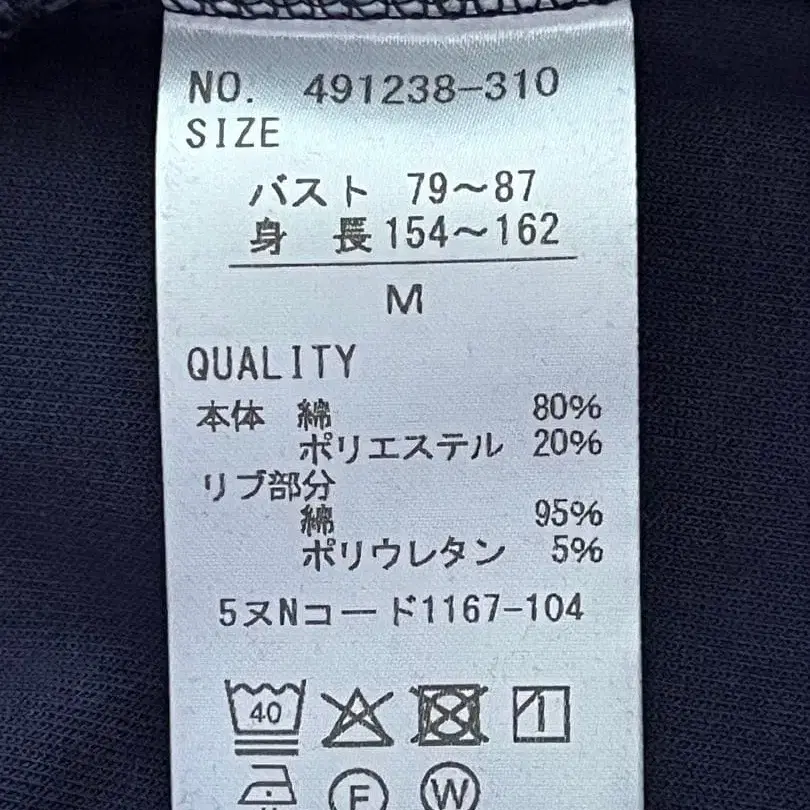 NO. 491238-310
SIZE
バスト 79～87
身 長 154～162
M
QUALITY
本体 綿 80%
ポリエステル 20%
リブ部分
綿 95%
ポリウレタン 5%
5ヌNコード1167-104
40
F W